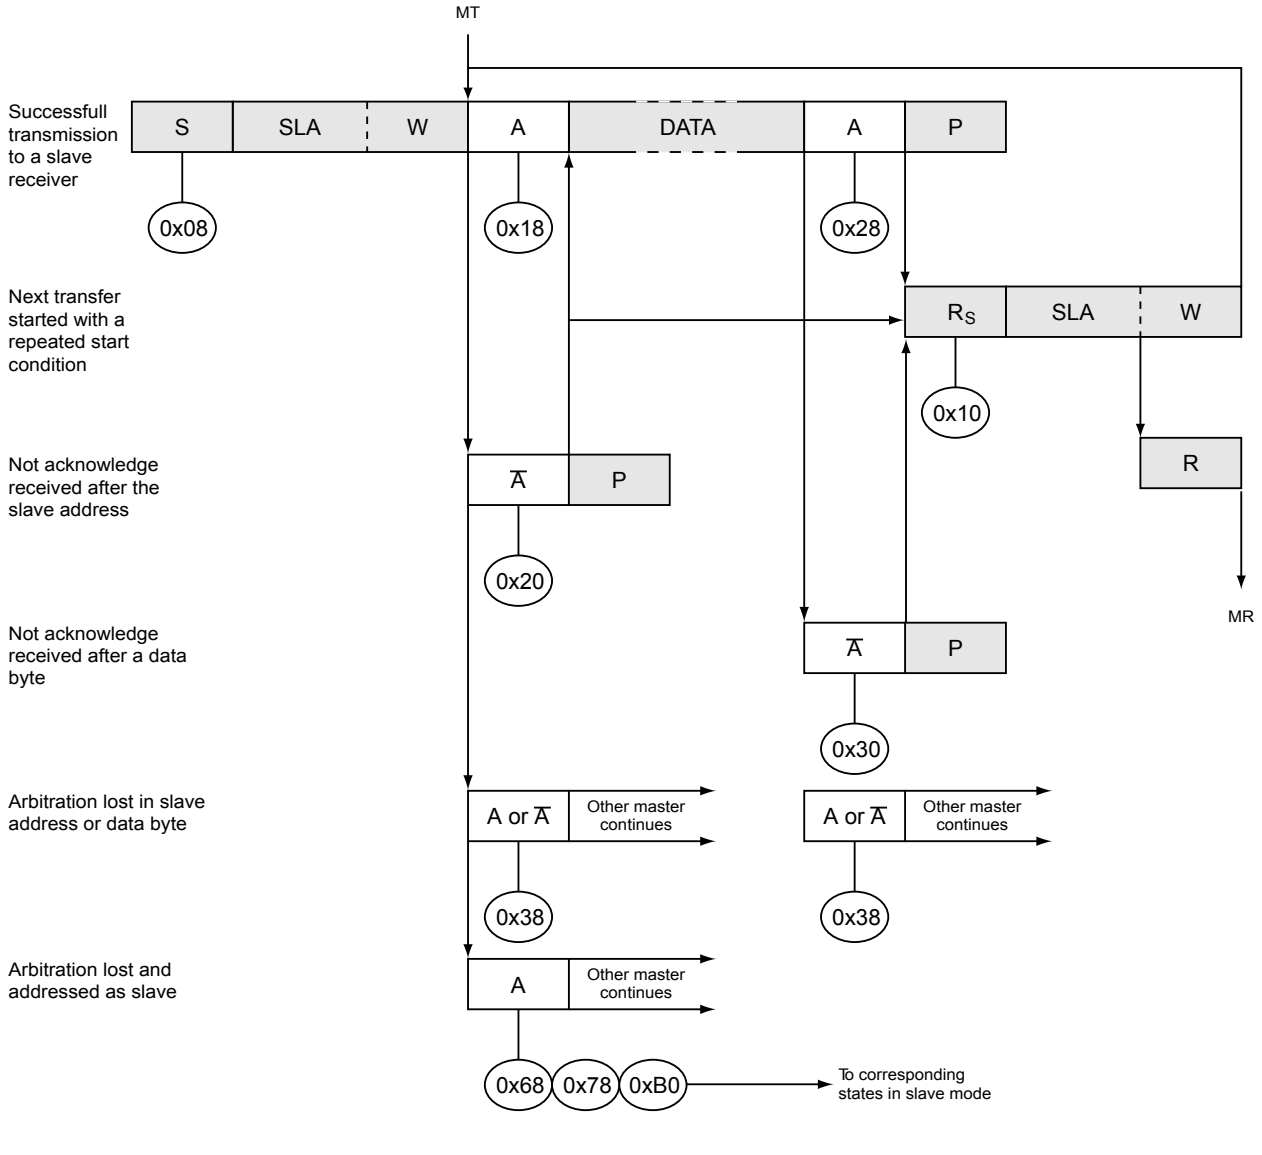 MT
Successfull
transmission
to a slave
receiver
S SLA W A DATA A P
0x08 0x18 0x28
Next transfer
started with a
repeated start
condition
RS SLA W
0x10
Not acknowledge
received after the
slave address
A̅ P
R
0x20
MR
Not acknowledge
received after a data
byte
A̅ P
0x30
Arbitration lost in slave
address or data byte
A or A̅ Other master
continues
A or A̅ Other master
continues
0x38 0x38
Arbitration lost and
addressed as slave
A Other master
continues
0x68 0x78 0xB0
To corresponding
states in slave mode